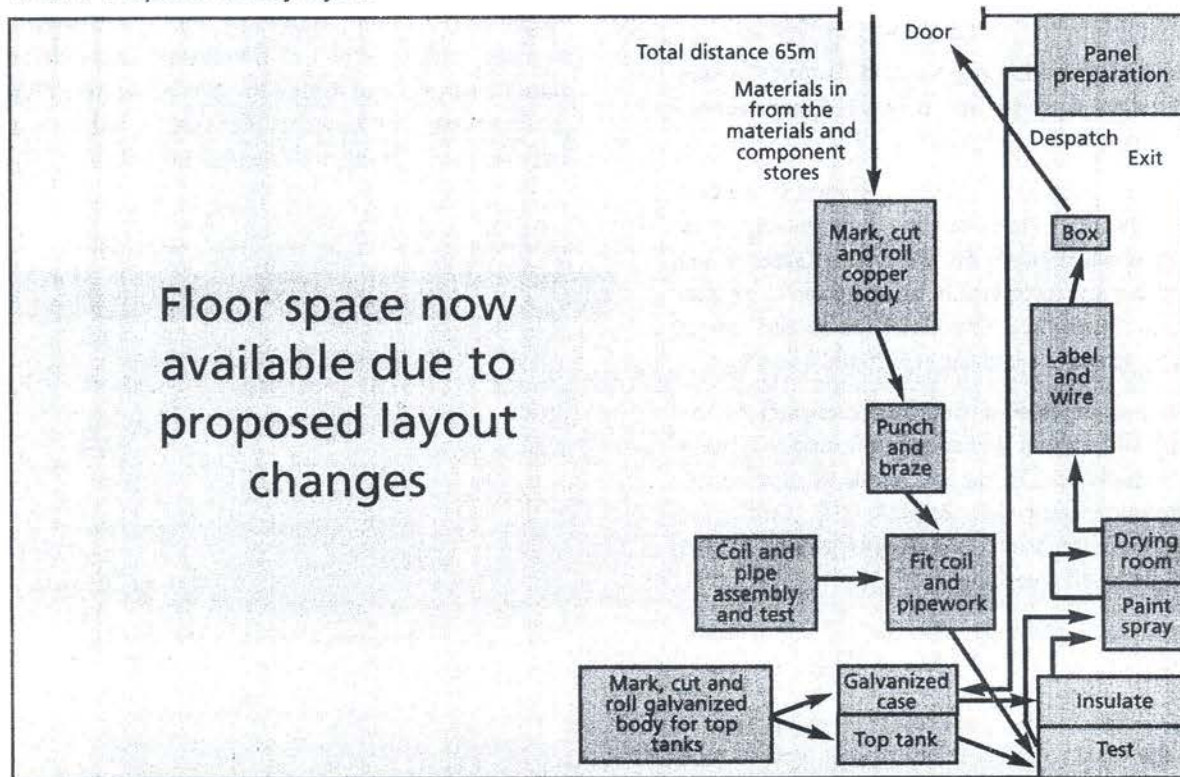 Total distance 65m
Door
Panel
preparation
Materials in
from the
materials and
component
stores
Despatch
Exit
Mark, cut
and roll
copper
body
Box
Floor space now
available due to
proposed layout
changes
Label
and
wire
Punch
and
braze
Coil and
pipe
assembly
and test
Fit coil
and
pipework
Drying
room
Paint
spray
Mark, cut and
roll galvanized
body for top
tanks
Galvanized
case
Top tank
Insulate
Test